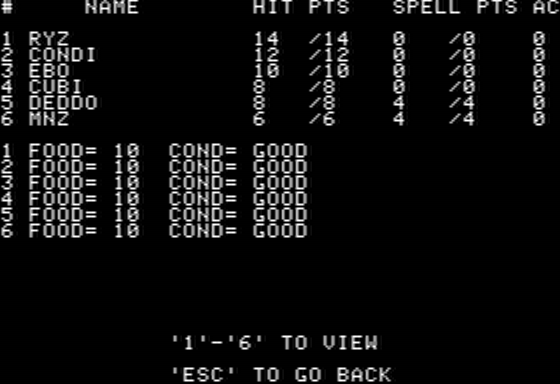 # NAME HIT PTS SPELL PTS AC
1 RYZ 14 /14 0 /0 0
2 CONDI 12 /12 0 /0 0
3 EBO 10 /10 0 /0 0
4 CUBI 8 /8 0 /0 0
5 DEDDO 8 /8 4 /4 0
6 MNZ 6 /6 4 /4 0
1 FOOD= 10 COND= GOOD
2 FOOD= 10 COND= GOOD
3 FOOD= 10 COND= GOOD
4 FOOD= 10 COND= GOOD
5 FOOD= 10 COND= GOOD
6 FOOD= 10 COND= GOOD
'1'-'6' TO VIEW
'ESC' TO GO BACK